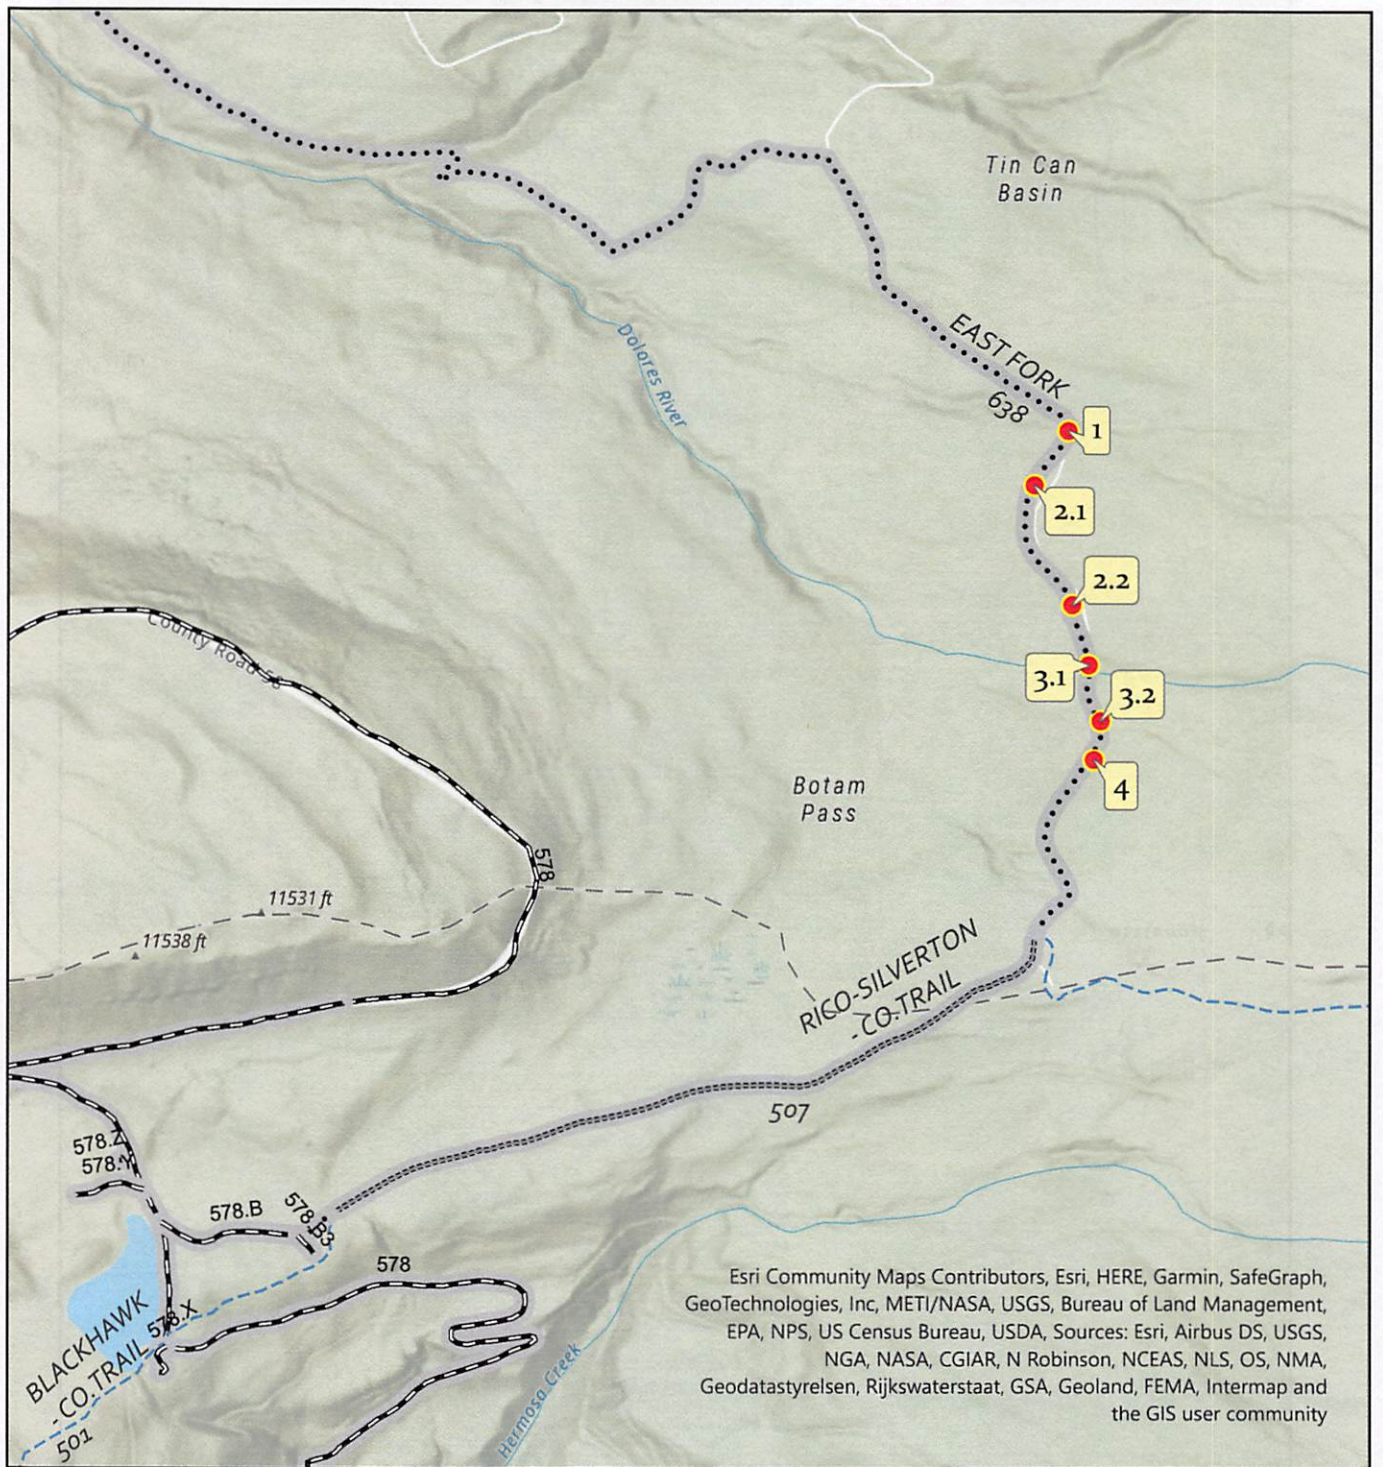 Tin Can
Basin
EAST FORK
638
Dolores River
1
2.1
2.2
3.1
3.2
4
County Road 58
Botam
Pass
578
11531 ft
11538 ft
RICO-SILVERTON
-CO.TRAIL
507
578.Z
578.Y
578.B
578.B3
578
578.X
BLACKHAWK
-CO.TRAIL
501
Hermosa Creek
Esri Community Maps Contributors, Esri, HERE, Garmin, SafeGraph,
GeoTechnologies, Inc, METI/NASA, USGS, Bureau of Land Management,
EPA, NPS, US Census Bureau, USDA, Sources: Esri, Airbus DS, USGS,
NGA, NASA, CGIAR, N Robinson, NCEAS, NLS, OS, NMA,
Geodatastyrelsen, Rijkswaterstaat, GSA, Geoland, FEMA, Intermap and
the GIS user community